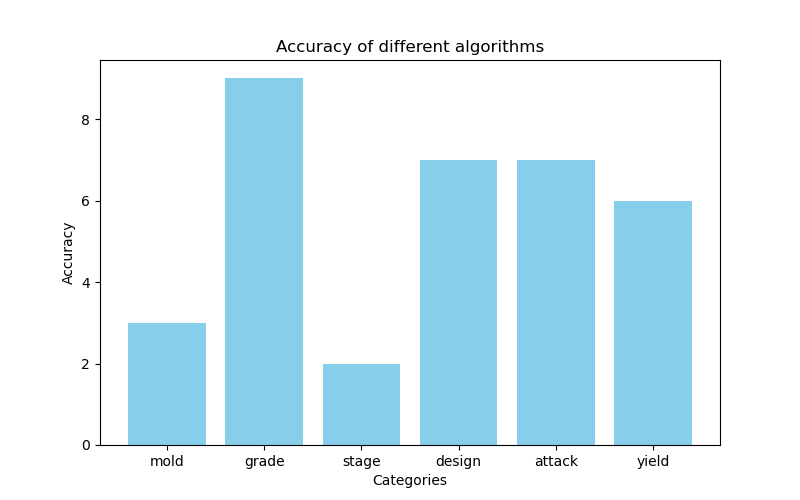 Accuracy of different algorithms
Accuracy
8
6
4
2
0
mold grade stage design attack yield
Categories